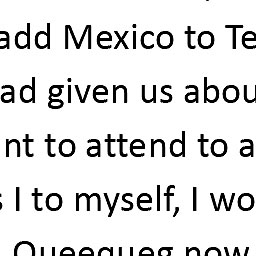 add Mexico to Te
ad given us abou
nt to attend to a
s I to myself, I wo
Queequeg now